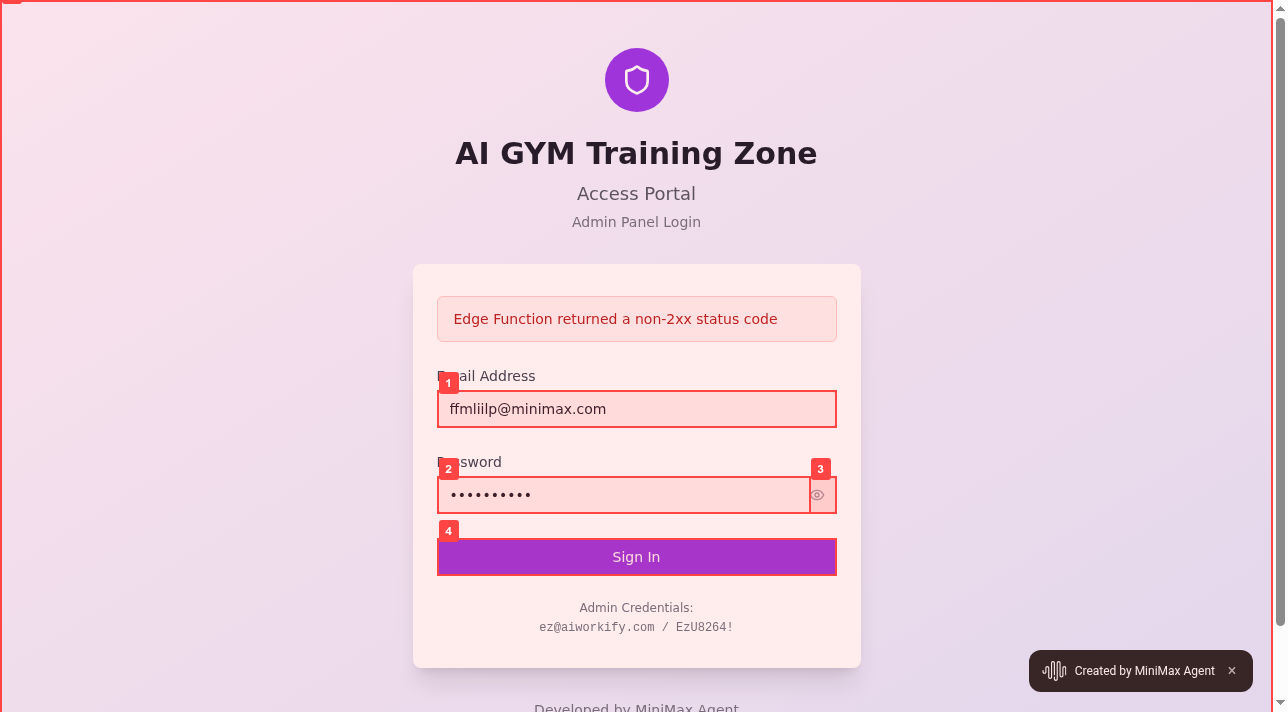 AI GYM Training Zone
Access Portal
Admin Panel Login
Edge Function returned a non-2xx status code
1
ail Address
ffmliilp@minimax.com
2
sword
3
••••••••••
4
Sign In
Admin Credentials:
ez@aiworkify.com / EzU8264!
Created by MiniMax Agent ×
Developed by MiniMax Agent